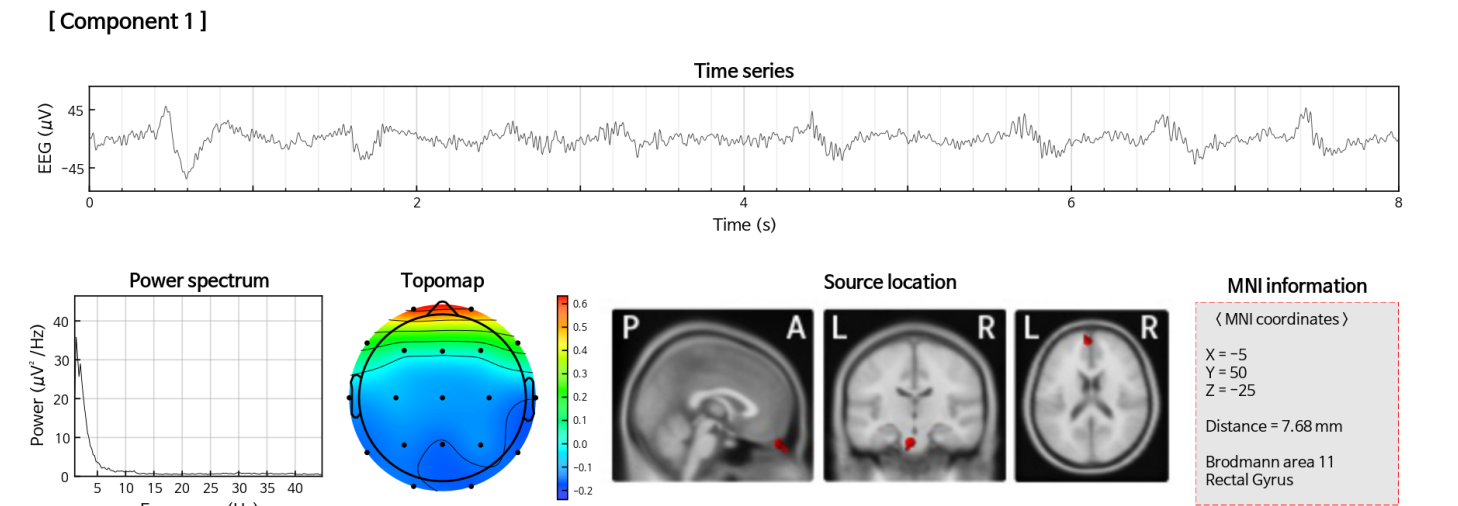 [ Component 1 ]
Time series
EEG (μV)
45
−45
0
2
4
6
8
Time (s)
Power spectrum
Power (μV² /Hz)
40
30
20
10
0
5 10 15 20 25 30 35 40
Topomap
0.6
0.5
0.4
0.3
0.2
0.1
0.0
−0.1
−0.2
Source location
P A
L R
L R
MNI information
〈 MNI coordinates 〉
X = −5
Y = 50
Z = −25
Distance = 7.68 mm
Brodmann area 11
Rectal Gyrus